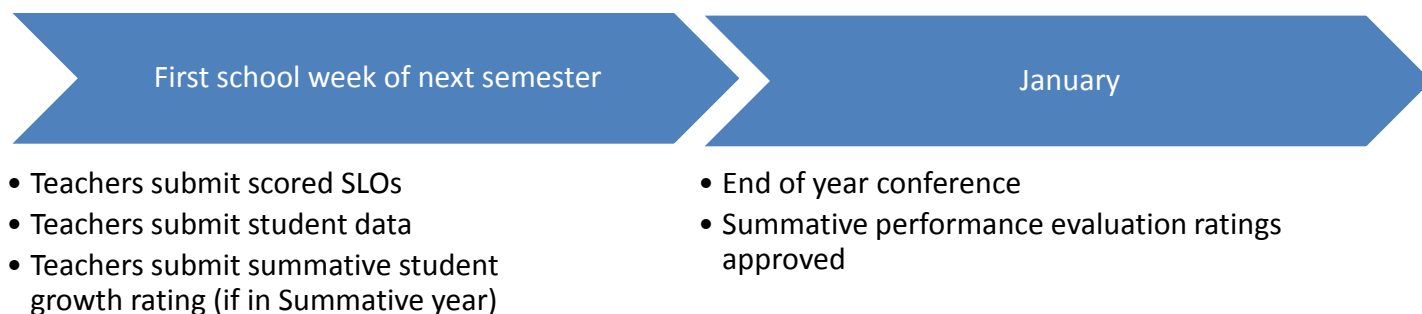 First school week of next semester
January
• Teachers submit scored SLOs
• Teachers submit student data
• Teachers submit summative student
growth rating (if in Summative year)
• End of year conference
• Summative performance evaluation ratings
approved